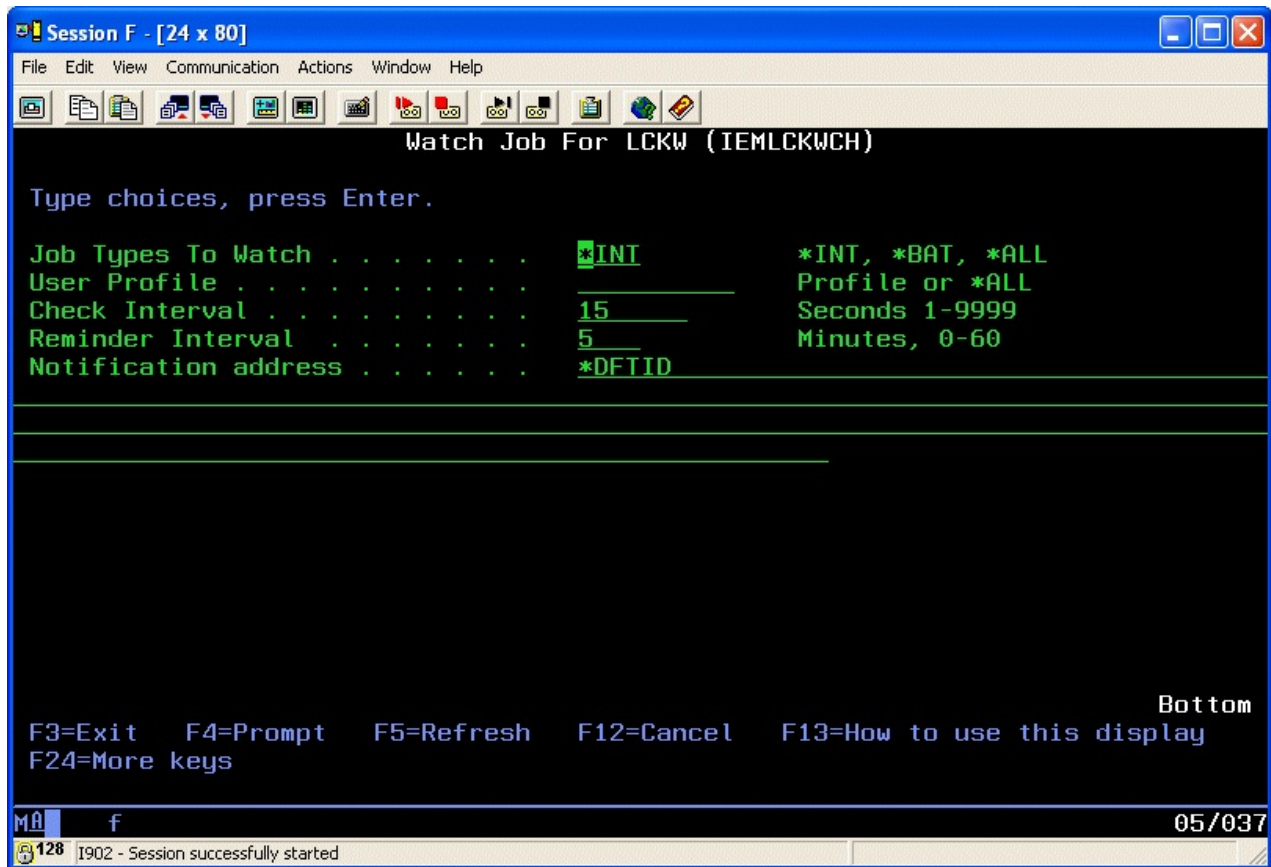 Session F - [24 x 80]
File Edit View Communication Actions Window Help
Watch Job For LCKW (IEMLCKWCH)
Type choices, press Enter.
Job Types To Watch . . . . . . . *INT *INT, *BAT, *ALL
User Profile . . . . . . . . . . Profile or *ALL
Check Interval . . . . . . . . . 15 Seconds 1-9999
Reminder Interval . . . . . . . 5 Minutes, 0-60
Notification address . . . . . . *DFTID
Bottom
F3=Exit F4=Prompt F5=Refresh F12=Cancel F13=How to use this display
F24=More keys
MA f 05/037
128 I902 - Session successfully started